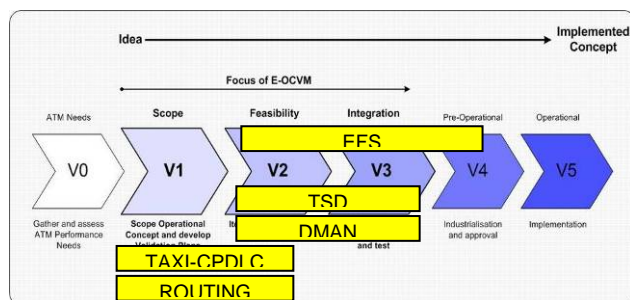 Idea
Implemented
Concept
Focus of E-OCVM
ATM Needs
Scope
Feasibility
Integration
Pre-Operational
Operational
EFS
V0
V1
V2
V3
V4
V5
TSD
Gather and assess
ATM Performance
Needs
Scope Operational
Concept and develop
Validation Plans
DMAN
and test
Industrialisation
and approval
Implementation
TAXI-CPDLC
ROUTING